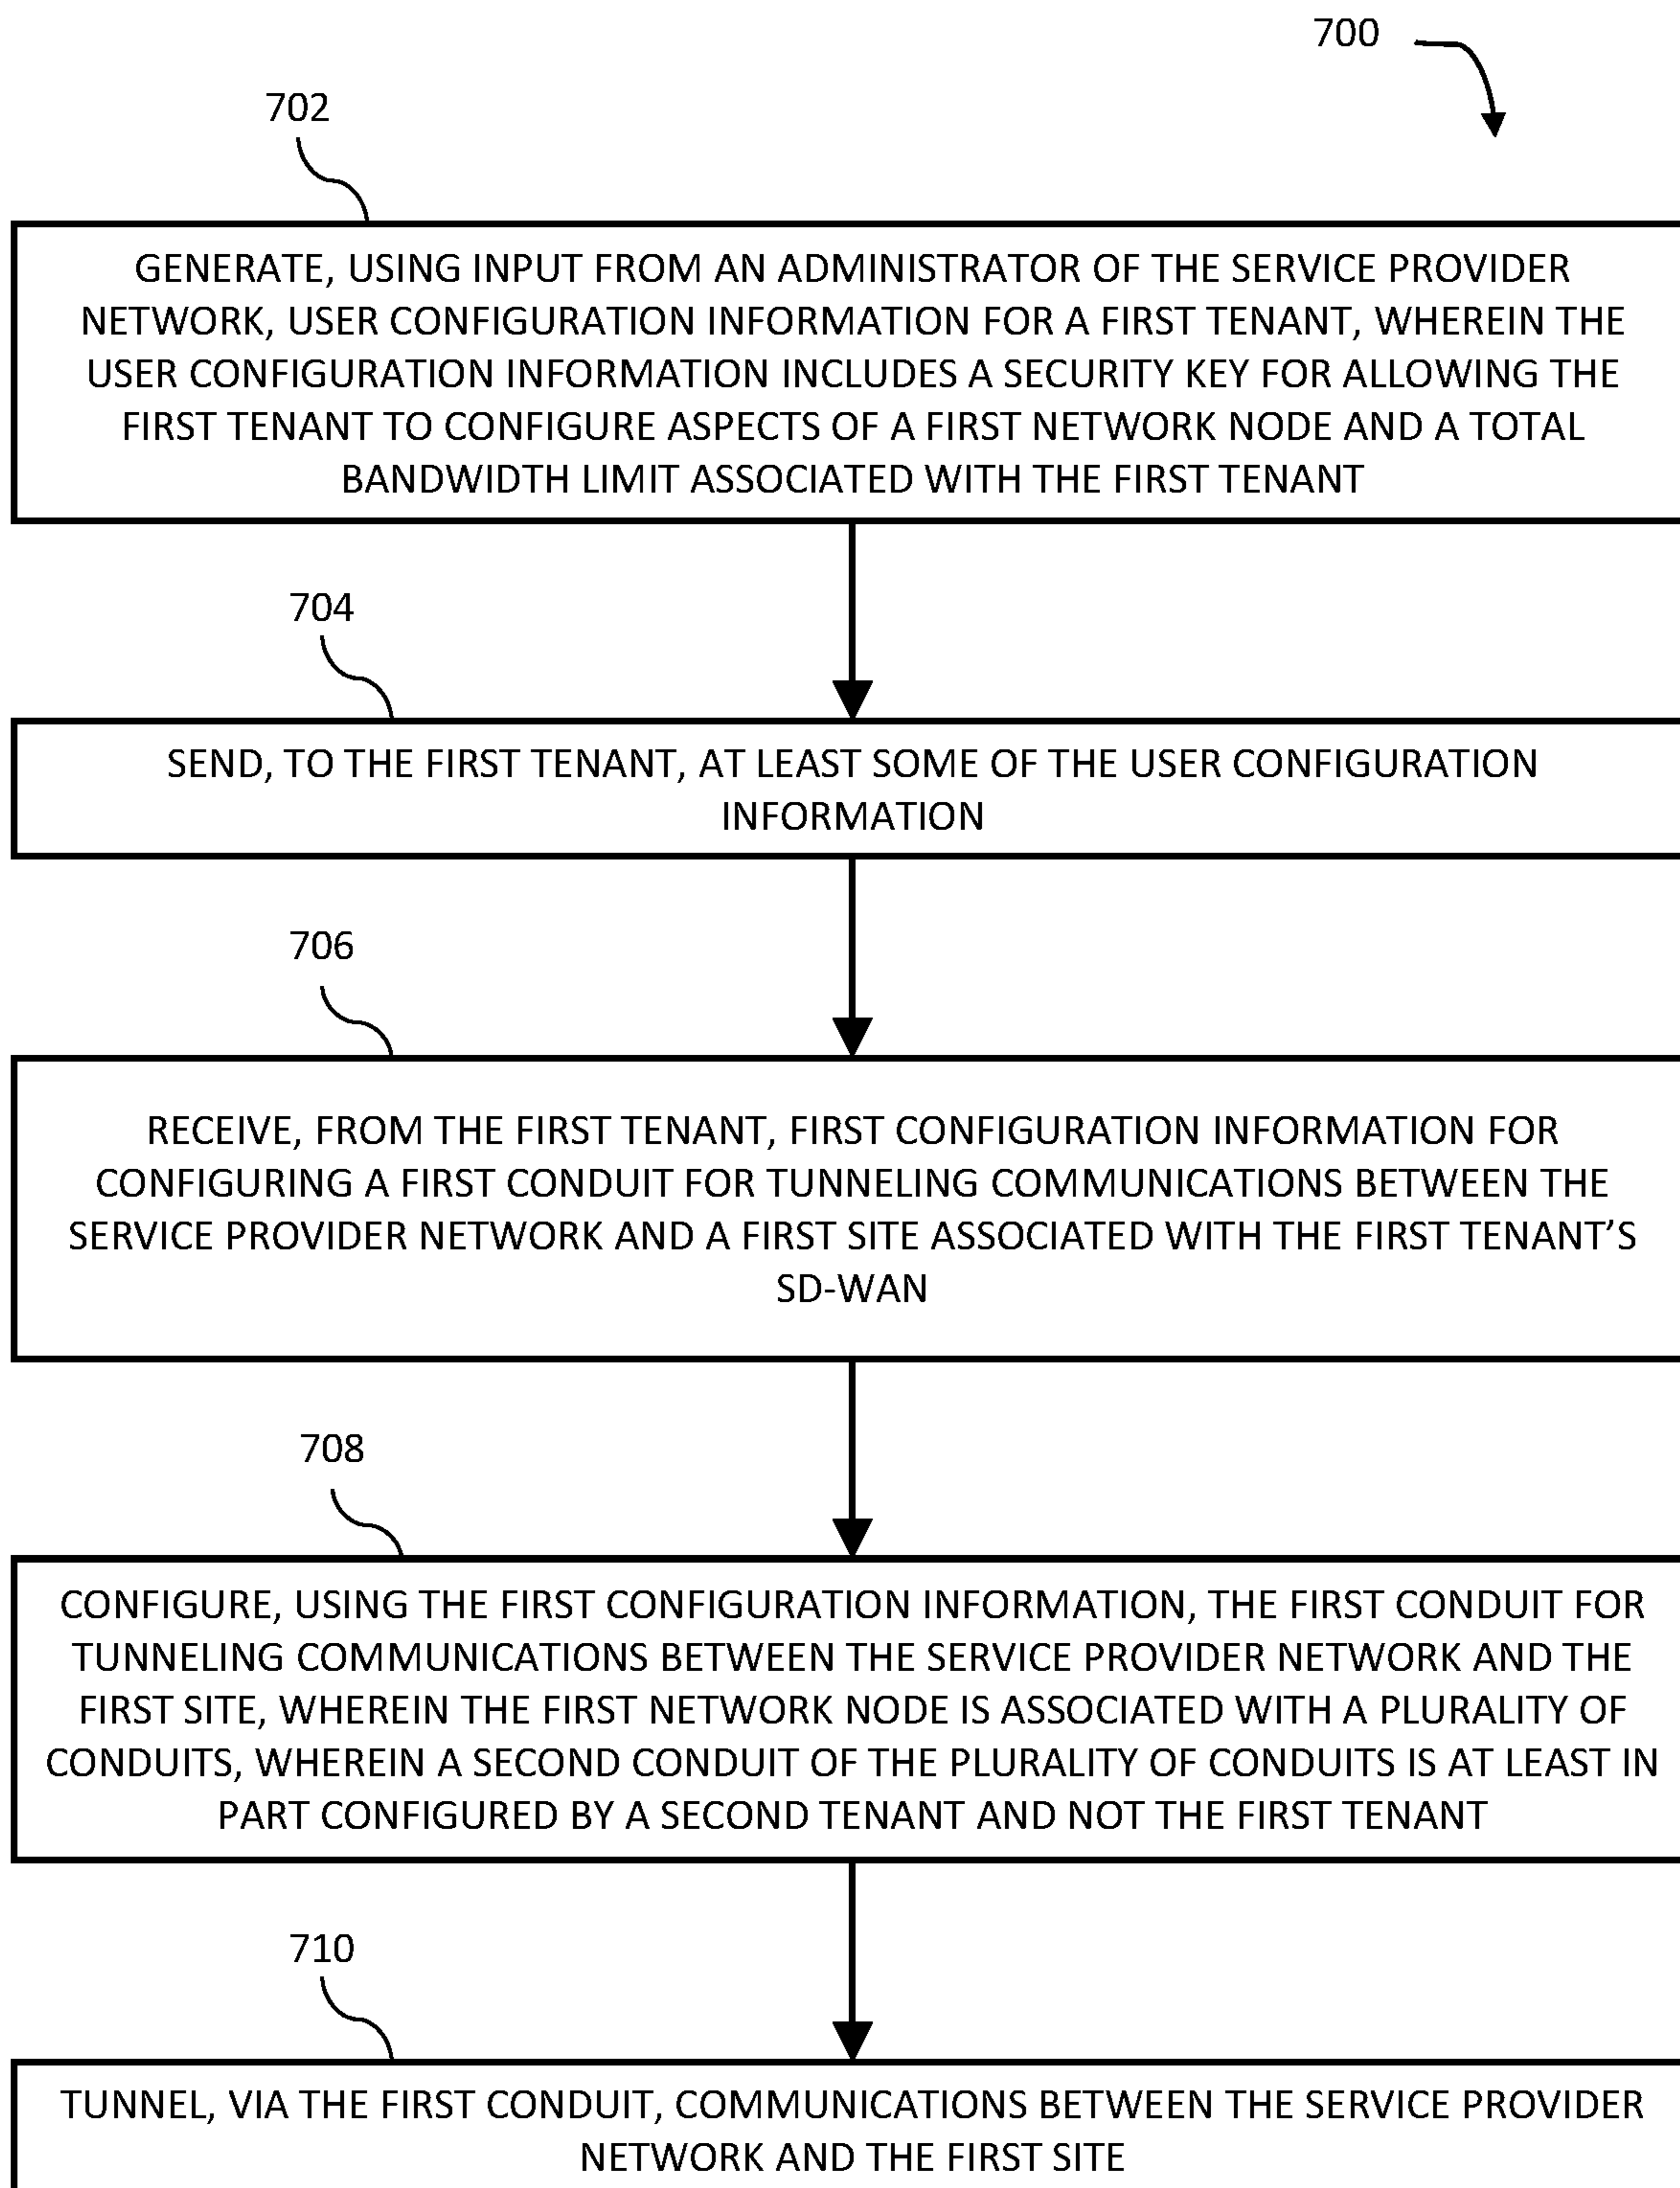 700
702
GENERATE, USING INPUT FROM AN ADMINISTRATOR OF THE SERVICE PROVIDER
NETWORK, USER CONFIGURATION INFORMATION FOR A FIRST TENANT, WHEREIN THE
USER CONFIGURATION INFORMATION INCLUDES A SECURITY KEY FOR ALLOWING THE
FIRST TENANT TO CONFIGURE ASPECTS OF A FIRST NETWORK NODE AND A TOTAL
BANDWIDTH LIMIT ASSOCIATED WITH THE FIRST TENANT
704
SEND, TO THE FIRST TENANT, AT LEAST SOME OF THE USER CONFIGURATION
INFORMATION
706
RECEIVE, FROM THE FIRST TENANT, FIRST CONFIGURATION INFORMATION FOR
CONFIGURING A FIRST CONDUIT FOR TUNNELING COMMUNICATIONS BETWEEN THE
SERVICE PROVIDER NETWORK AND A FIRST SITE ASSOCIATED WITH THE FIRST TENANT’S
SD-WAN
708
CONFIGURE, USING THE FIRST CONFIGURATION INFORMATION, THE FIRST CONDUIT FOR
TUNNELING COMMUNICATIONS BETWEEN THE SERVICE PROVIDER NETWORK AND THE
FIRST SITE, WHEREIN THE FIRST NETWORK NODE IS ASSOCIATED WITH A PLURALITY OF
CONDUITS, WHEREIN A SECOND CONDUIT OF THE PLURALITY OF CONDUITS IS AT LEAST IN
PART CONFIGURED BY A SECOND TENANT AND NOT THE FIRST TENANT
710
TUNNEL, VIA THE FIRST CONDUIT, COMMUNICATIONS BETWEEN THE SERVICE PROVIDER
NETWORK AND THE FIRST SITE